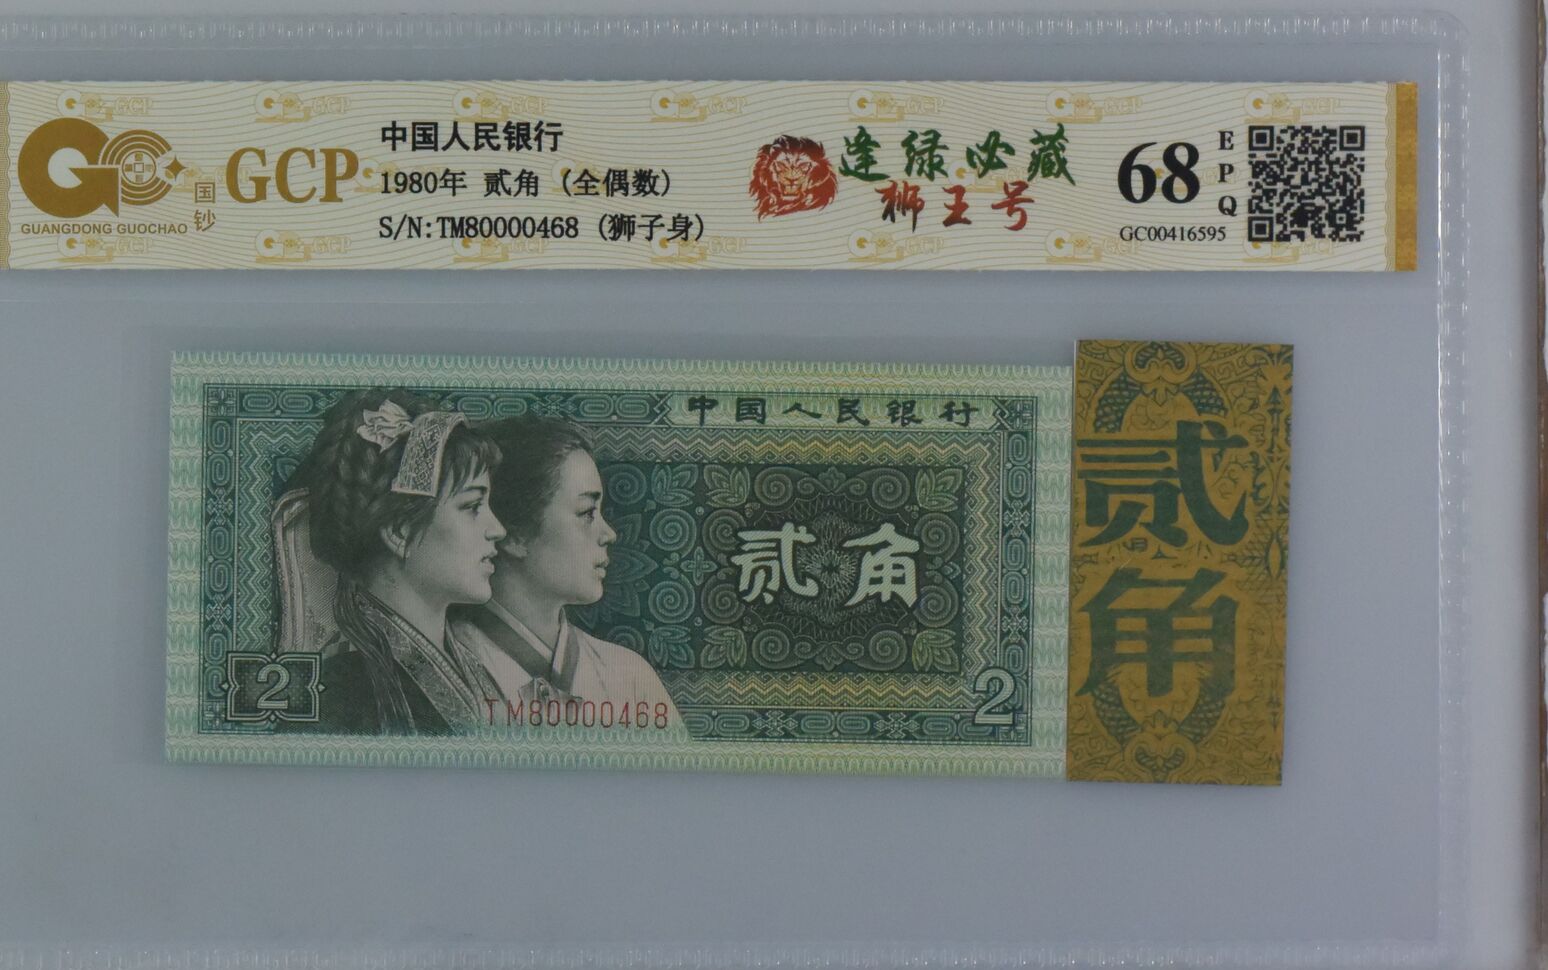 GCP
国钞
GUANGDONG GUOCHAO
中国人民银行
1980年 贰角 (全偶数)
S/N:TM80000468 (狮子身)
逢绿必藏
狮王号
68
EPQ
GC00416595
中国人民银行
贰角
2
TM80000468
2
贰角